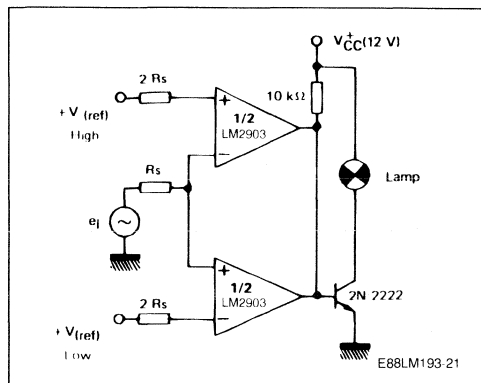 V+CC (12 V)
2 Rs
10 kΩ
+ V (ref)
High
+
1/2
LM2903
−
Rs
Lamp
eI
+
1/2
LM2903
−
2N 2222
2 Rs
+ V(ref)
Low
E88LM193-21